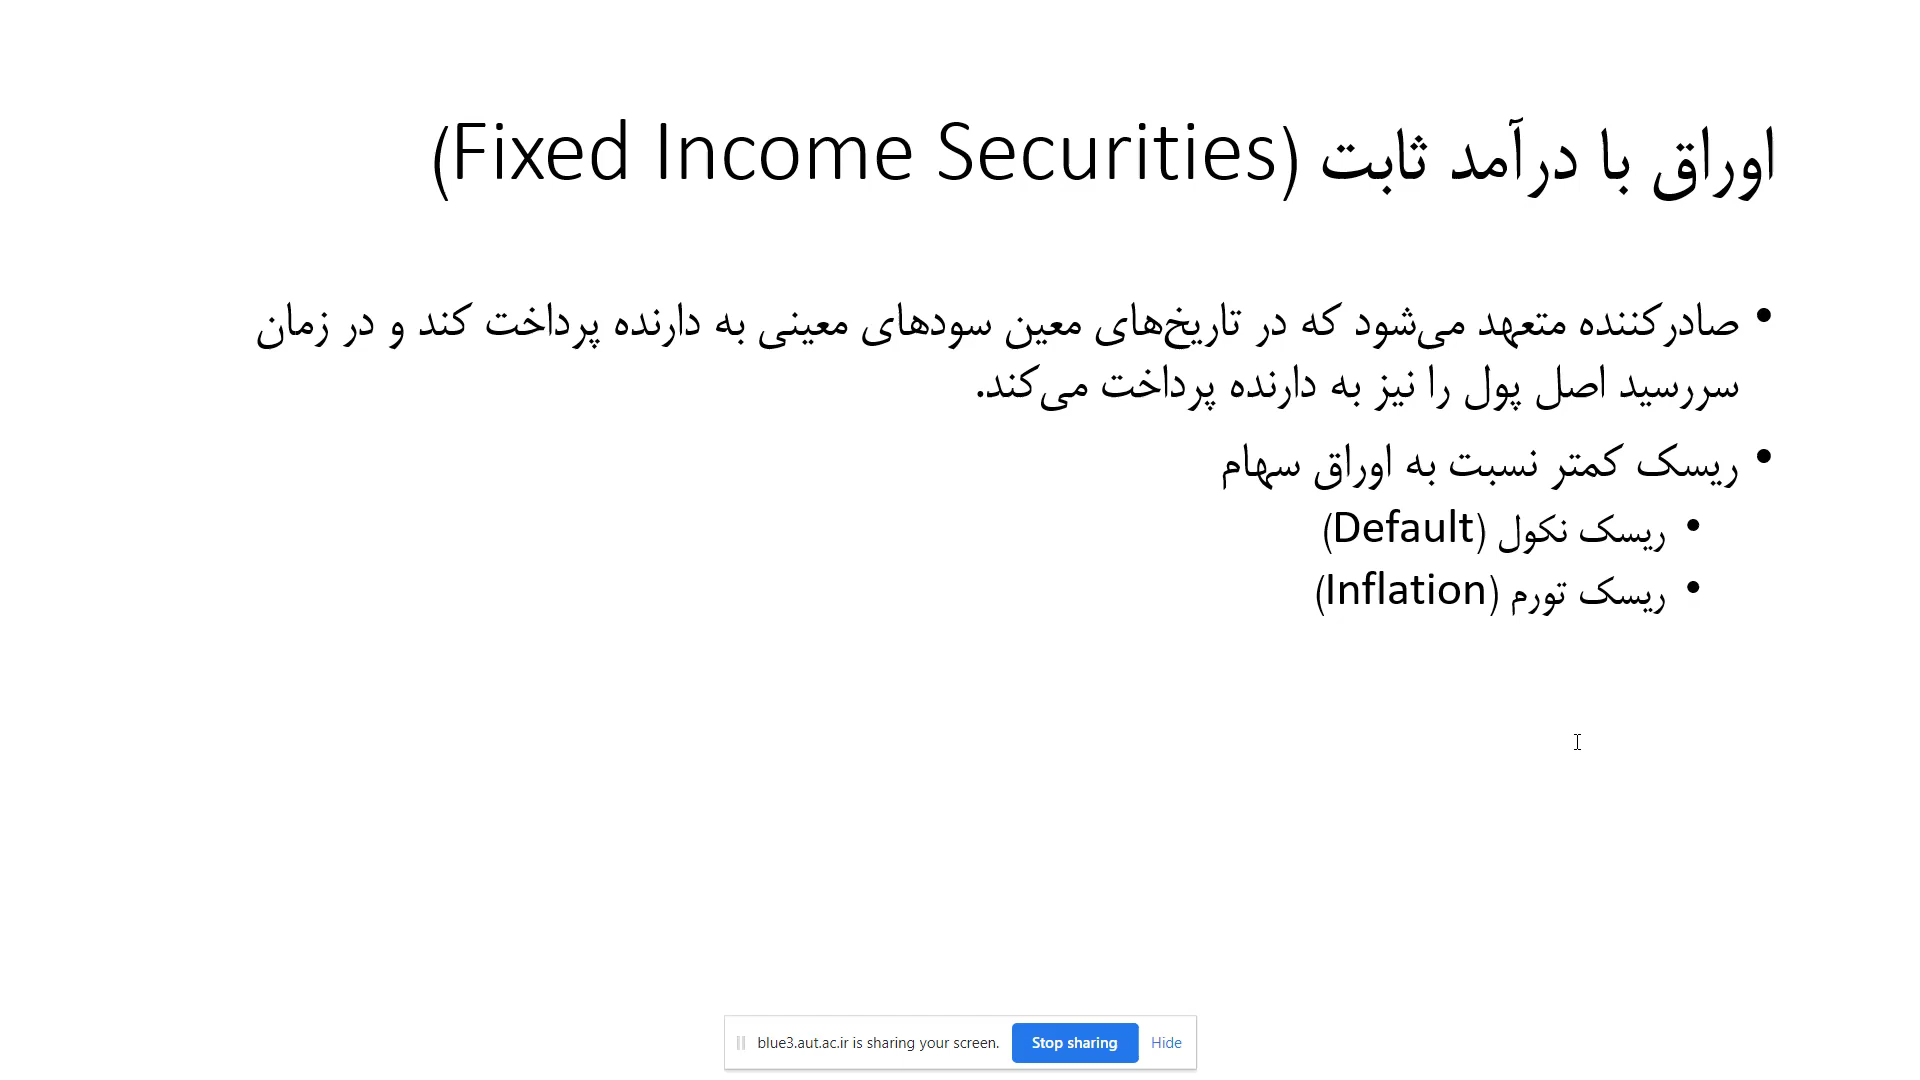 اوراق با درآمد ثابت (Fixed Income Securities)
• صادرکننده متعهد می‌شود که در تاریخ‌های معین سودهای معینی به دارنده پرداخت کند و در زمان
سررسید اصل پول را نیز به دارنده پرداخت می‌کند.
• ریسک کمتر نسبت به اوراق سهام
• ریسک نکول (Default)
• ریسک تورم (Inflation)
blue3.aut.ac.ir is sharing your screen. Stop sharing Hide